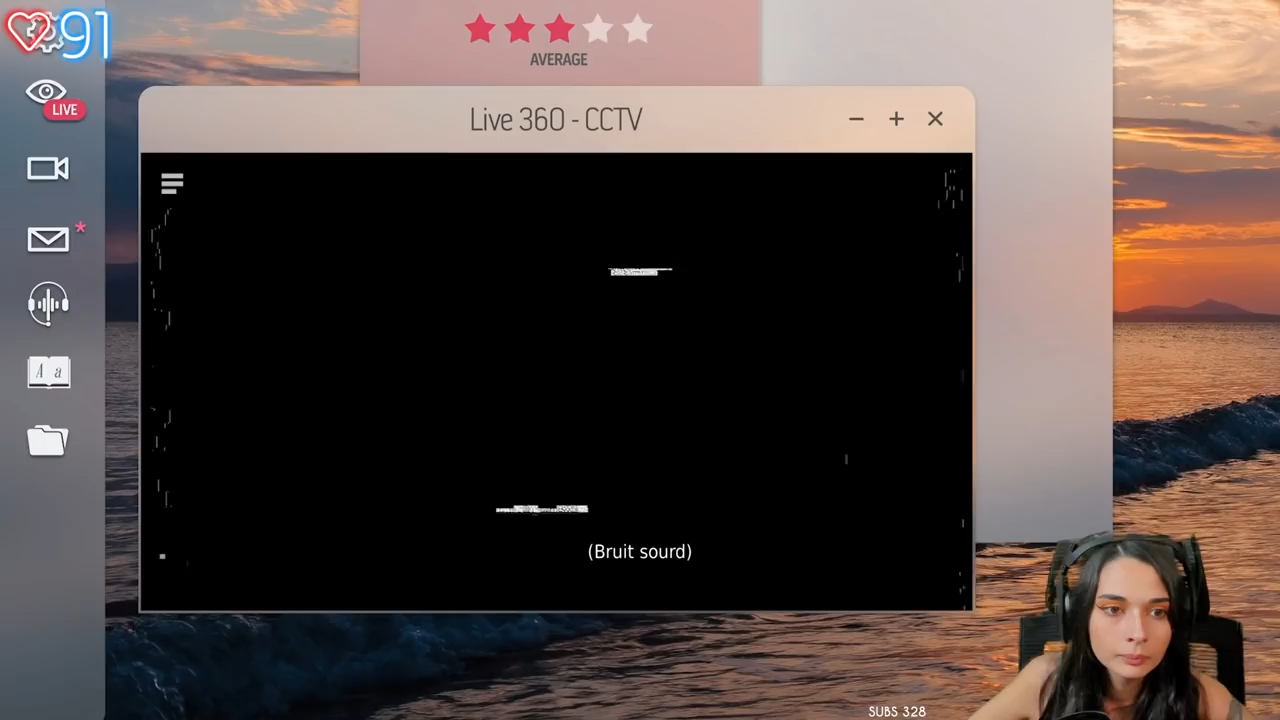 91
LIVE
A a
AVERAGE
Live 360 - CCTV
(Bruit sourd)
SUBS 328